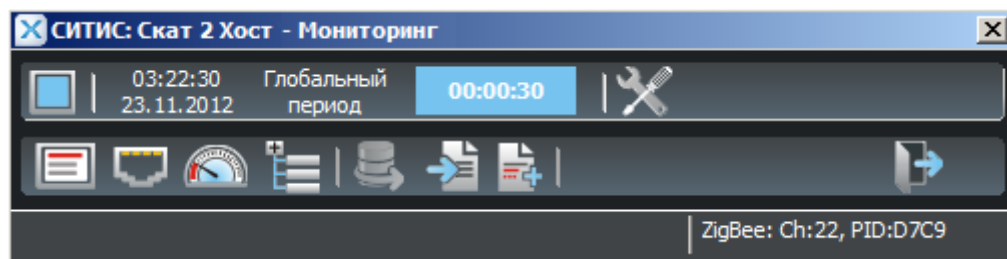 СИТИС: Скат 2 Хост - Мониторинг
03:22:30
23.11.2012
Глобальный
период
00:00:30
ZigBee: Ch:22, PID:D7C9